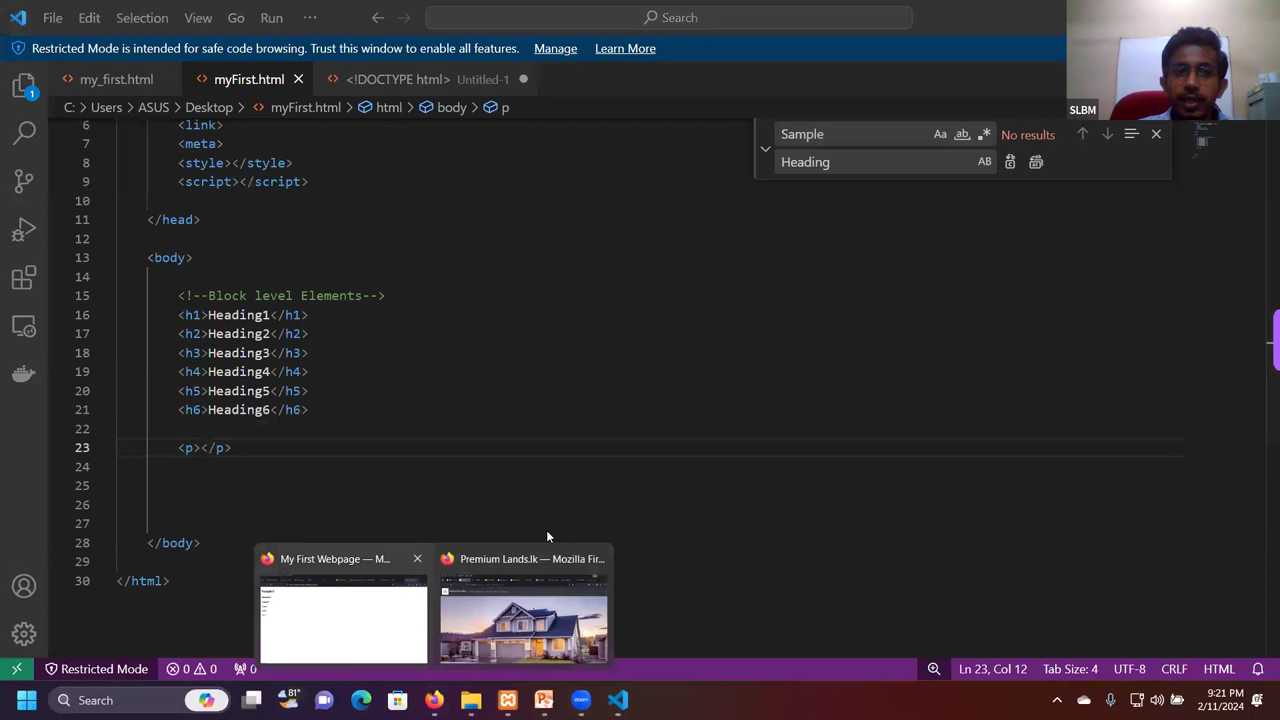 File Edit Selection View Go Run ··· Search
Restricted Mode is intended for safe code browsing. Trust this window to enable all features. Manage Learn More
SLBM
my_first.html myFirst.html <!DOCTYPE html> Untitled-1
C: > Users > ASUS > Desktop > myFirst.html > html > body > p
1
Sample Aa ab No results
Heading AB
6 <link>
7 <meta>
8 <style></style>
9 <script></script>
10
11 </head>
12
13 <body>
14
15 <!--Block level Elements-->
16 <h1>Heading1</h1>
17 <h2>Heading2</h2>
18 <h3>Heading3</h3>
19 <h4>Heading4</h4>
20 <h5>Heading5</h5>
21 <h6>Heading6</h6>
22
23 <p></p>
24
25
26
27
28 </body>
29
30 </html>
My First Webpage — M... Premium Lands.lk — Mozilla Fir...
Restricted Mode 0 0 0 Ln 23, Col 12 Tab Size: 4 UTF-8 CRLF HTML
Search 81° zoom 9:21 PM
2/11/2024